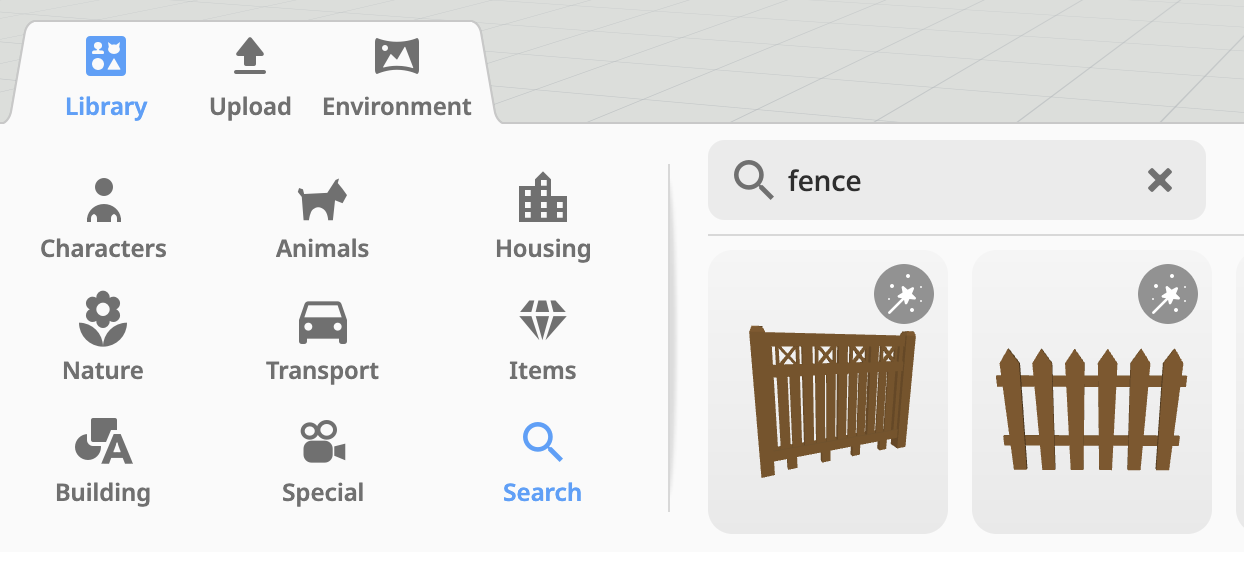 Library
Upload
Environment
Characters
Animals
Housing
Nature
Transport
Items
Building
Special
Search
fence